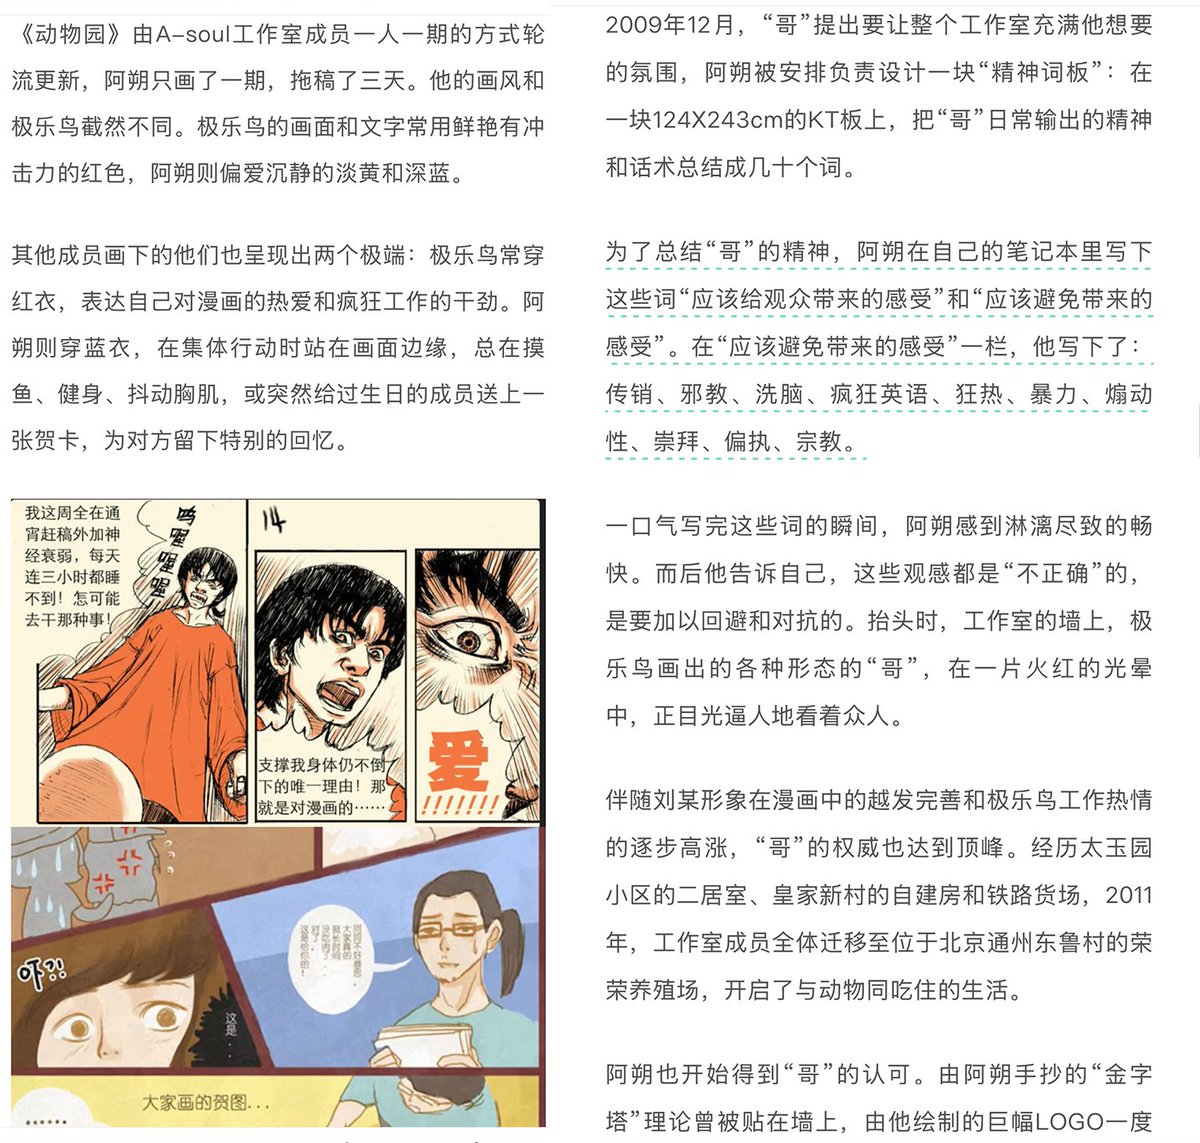 《动物园》由A-soul工作室成员一人一期的方式轮
流更新，阿朔只画了一期，拖稿了三天。他的画风和
极乐鸟截然不同。极乐鸟的画面和文字常用鲜艳有冲
击力的红色，阿朔则偏爱沉静的淡黄和深蓝。
其他成员画下的他们也呈现出两个极端：极乐鸟常穿
红衣，表达自己对漫画的热爱和疯狂工作的干劲。阿
朔则穿蓝衣，在集体行动时站在画面边缘，总在摸
鱼、健身、抖动胸肌，或突然给过生日的成员送上一
张贺卡，为对方留下特别的回忆。
我这周全在通
宵赶稿外加神
经衰弱，每天
连三小时都睡
不到！怎可能
去干那种事！
呜喔喔喔
14
支撑我身体仍不倒
下的唯一理由！那
就是对漫画的……
爱
!!!!!!!!
吓?!
大家真的
挺长时间
没吃肉了
对了，
这是给你的！
这是...
大家画的贺图...
2009年12月，“哥”提出要让整个工作室充满他想要
的氛围，阿朔被安排负责设计一块“精神词板”：在
一块124X243cm的KT板上，把“哥”日常输出的精神
和话术总结成几十个词。
为了总结“哥”的精神，阿朔在自己的笔记本里写下
这些词“应该给观众带来的感受”和“应该避免带来的
感受”。在“应该避免带来的感受”一栏，他写下了：
传销、邪教、洗脑、疯狂英语、狂热、暴力、煽动
性、崇拜、偏执、宗教。
一口气写完这些词的瞬间，阿朔感到淋漓尽致的畅
快。而后他告诉自己，这些观感都是“不正确”的，
是要加以回避和对抗的。抬头时，工作室的墙上，极
乐鸟画出的各种形态的“哥”，在一片火红的光晕
中，正目光逼人地看着众人。
伴随刘某形象在漫画中的越发完善和极乐鸟工作热情
的逐步高涨，“哥”的权威也达到顶峰。经历太玉园
小区的二居室、皇家新村的自建房和铁路货场，2011
年，工作室成员全体迁移至位于北京通州东鲁村的荣
荣养殖场，开启了与动物同吃住的生活。
阿朔也开始得到“哥”的认可。由阿朔手抄的“金字
塔”理论曾被贴在墙上，由他绘制的巨幅LOGO一度